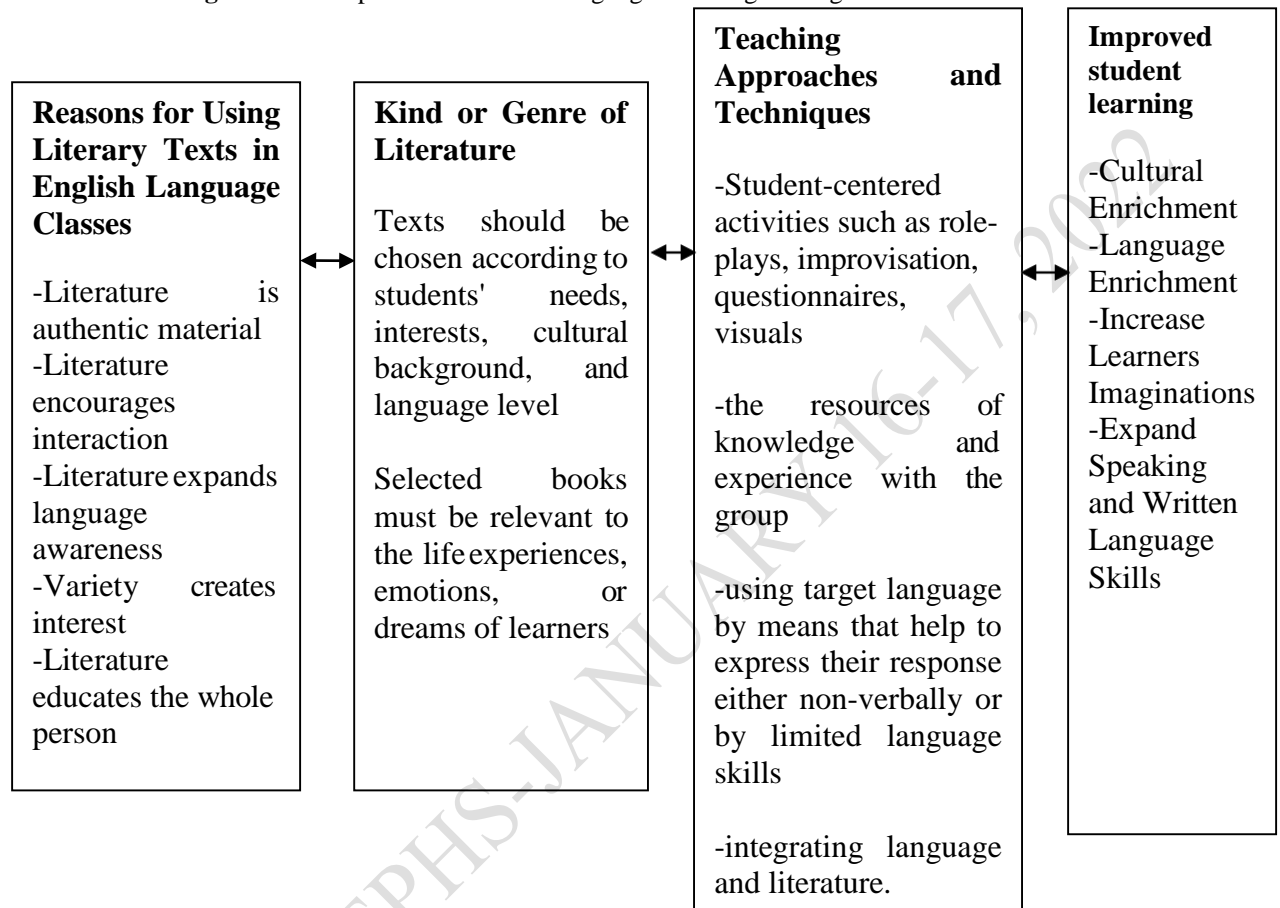 Reasons for Using
Literary Texts in
English Language
Classes
-Literature is
authentic material
-Literature
encourages
interaction
-Literature expands
language
awareness
-Variety creates
interest
-Literature
educates the whole
person
Kind or Genre of
Literature
Texts should be
chosen according to
students' needs,
interests, cultural
background, and
language level
Selected books
must be relevant to
the life experiences,
emotions, or
dreams of learners
Teaching
Approaches and
Techniques
-Student-centered
activities such as role-
plays, improvisation,
questionnaires,
visuals
-the resources of
knowledge and
experience with the
group
-using target language
by means that help to
express their response
either non-verbally or
by limited language
skills
-integrating language
and literature.
Improved
student
learning
-Cultural
Enrichment
-Language
Enrichment
-Increase
Learners
Imaginations
-Expand
Speaking
and Written
Language
Skills
EPHS-JANUARY 16-17, 2022